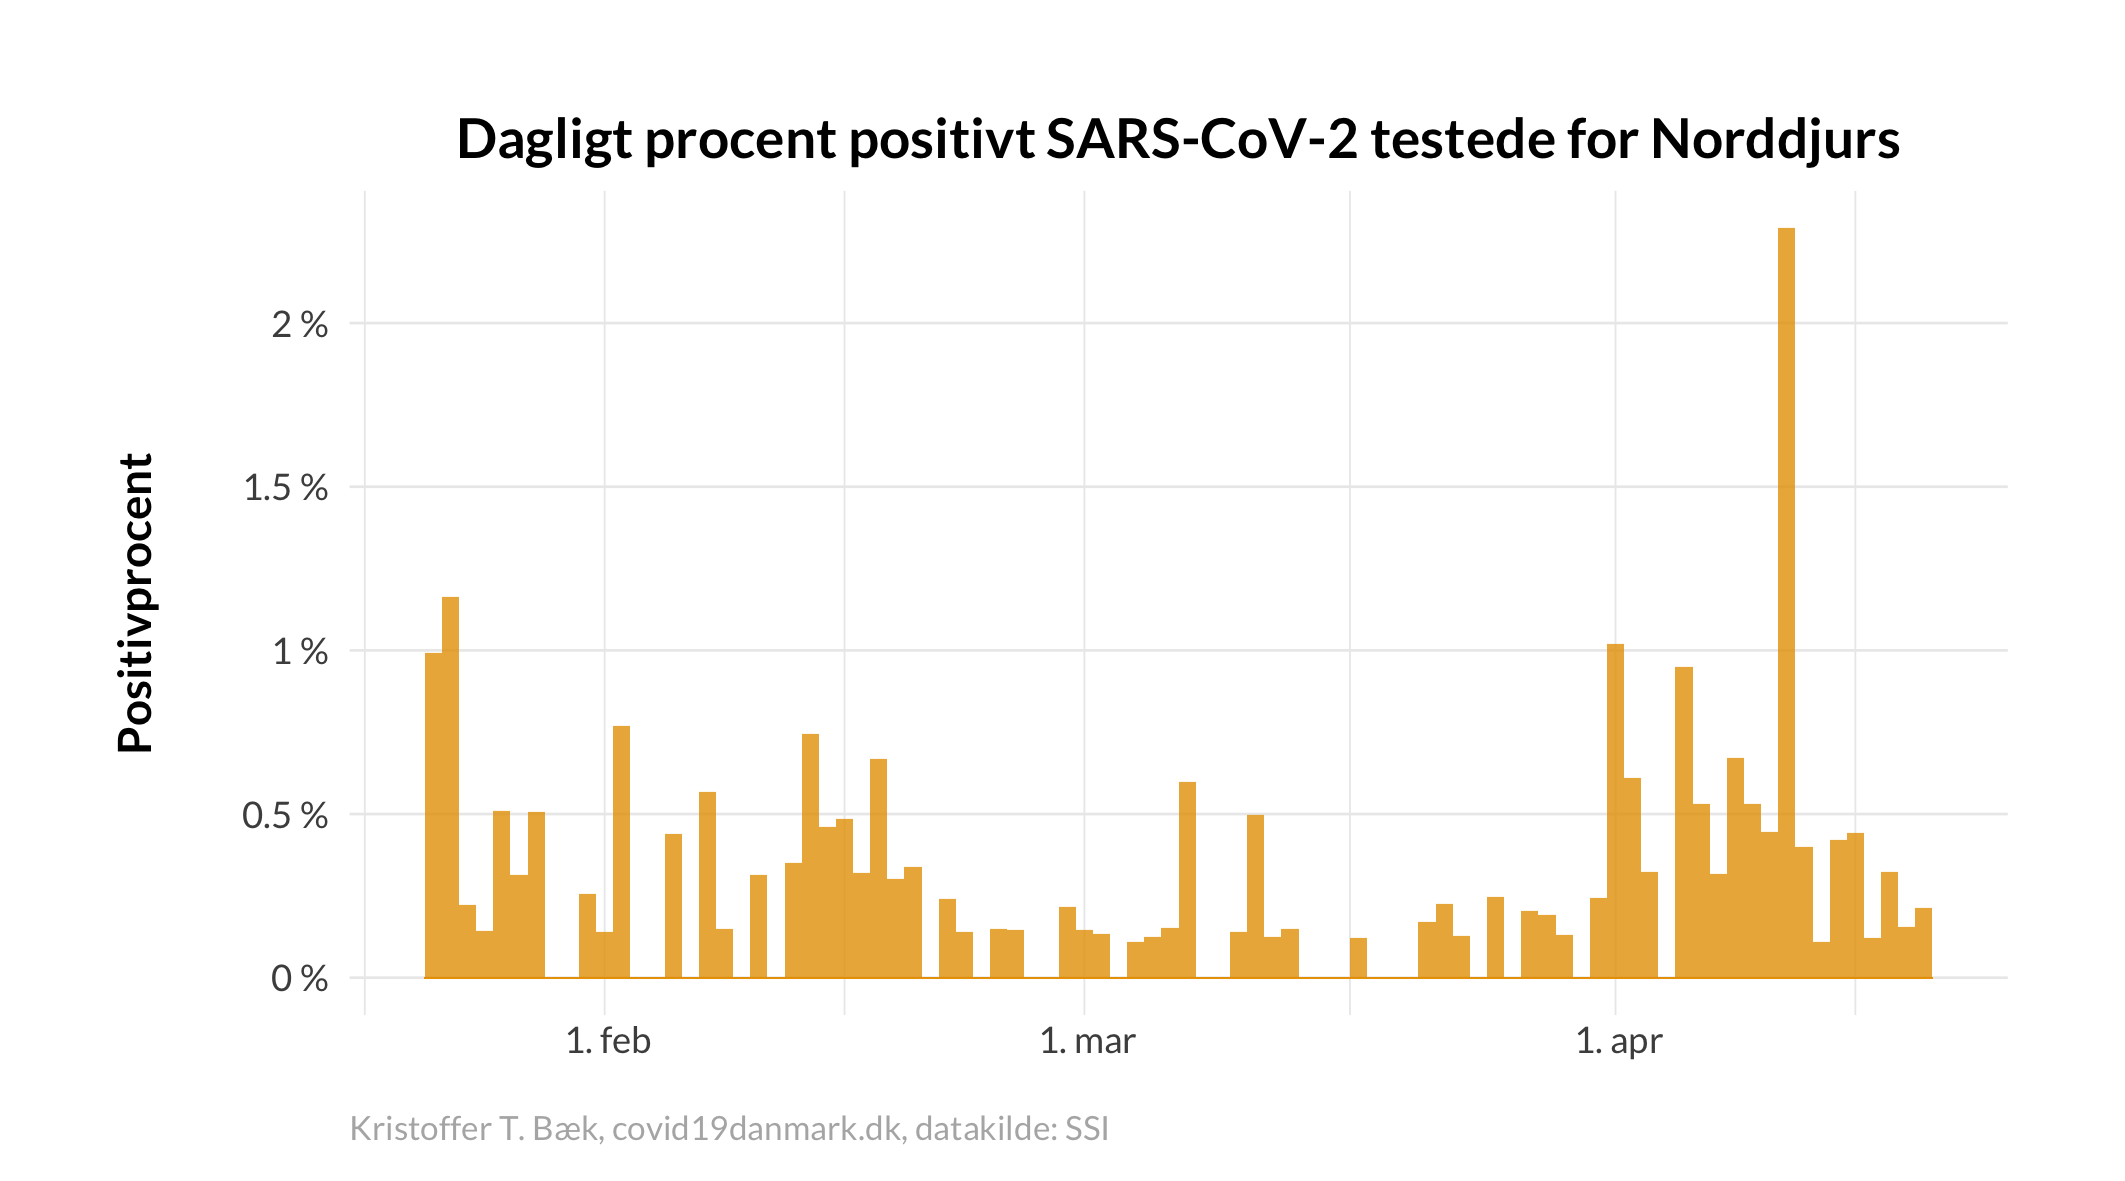 Dagligt procent positivt SARS-CoV-2 testede for Norddjurs
Positivprocent
2 %
1.5 %
1 %
0.5 %
0 %
1. feb
1. mar
1. apr
Kristoffer T. Bæk, covid19danmark.dk, datakilde: SSI